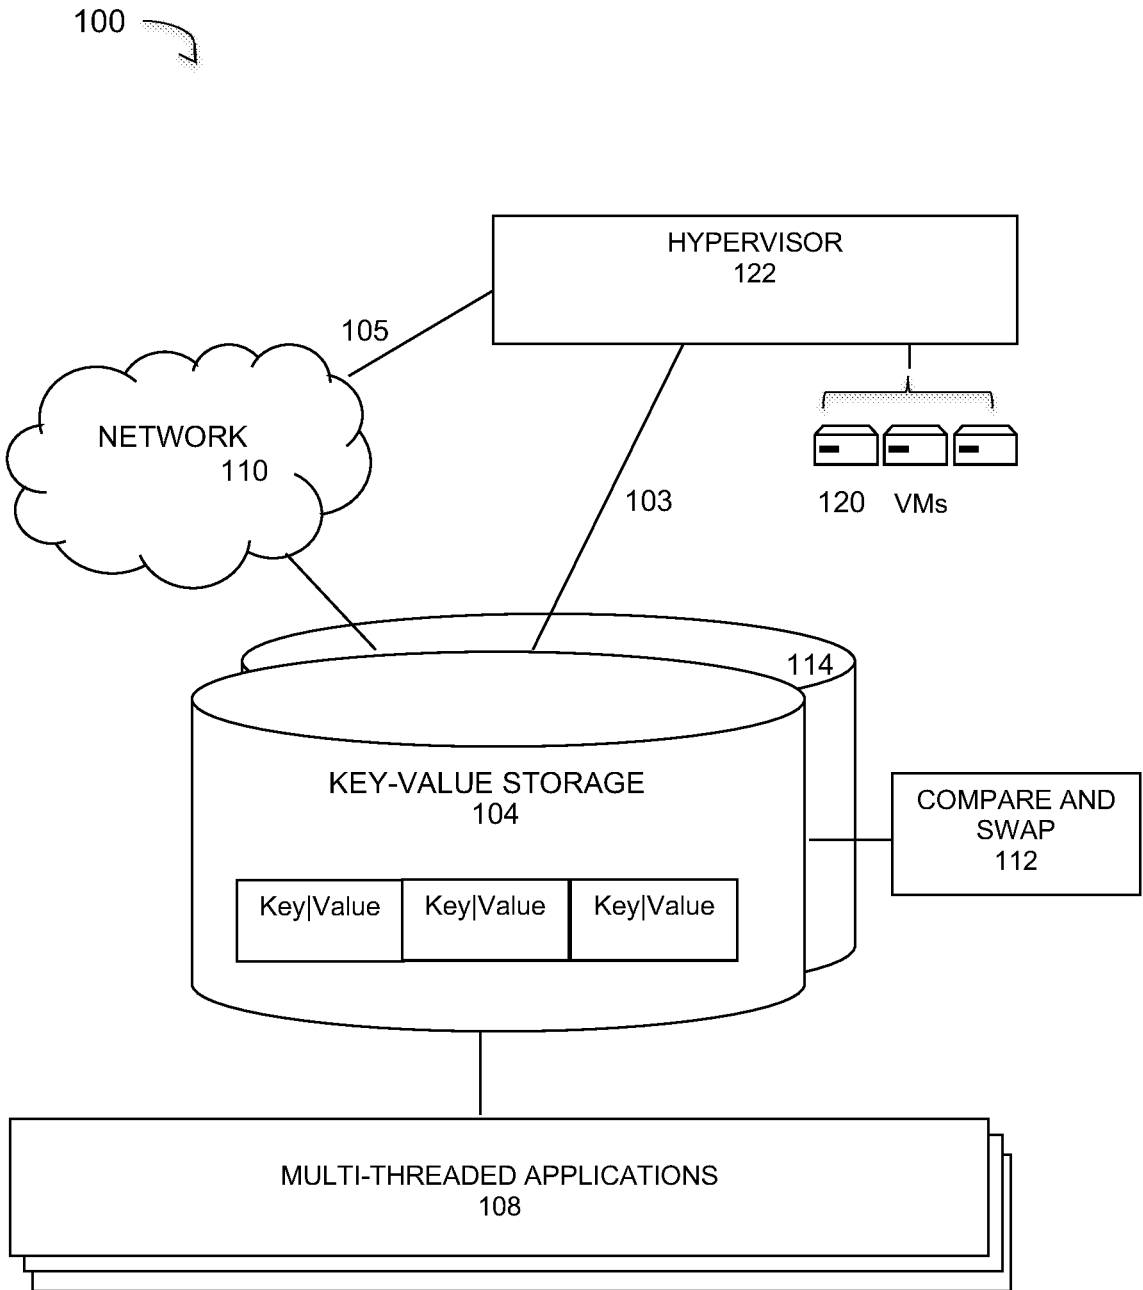 100
HYPERVISOR
122
105
NETWORK
110
103
120 VMs
114
KEY-VALUE STORAGE
104
COMPARE AND
SWAP
112
Key|Value Key|Value Key|Value
MULTI-THREADED APPLICATIONS
108